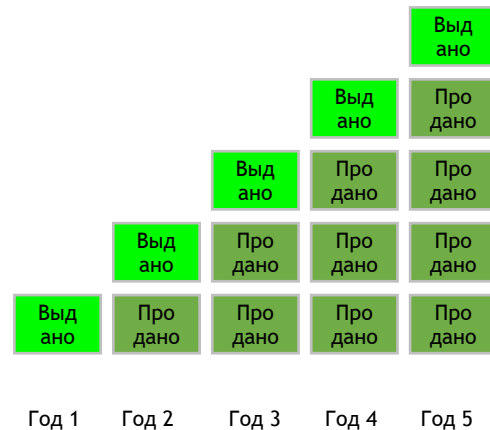 Выд
ано
Выд
ано
Про
дано
Выд
ано
Про
дано
Про
дано
Выд
ано
Про
дано
Про
дано
Про
дано
Выд
ано
Про
дано
Про
дано
Про
дано
Про
дано
Год 1 Год 2 Год 3 Год 4 Год 5